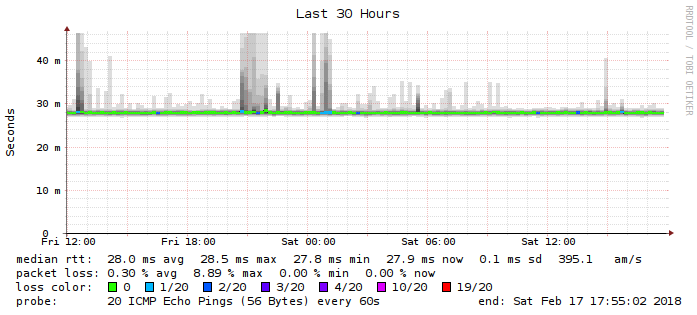 Last 30 Hours
RRDTOOL / TOBI OETIKER
Seconds
40 m
30 m
20 m
10 m
0
Fri 12:00 Fri 18:00 Sat 00:00 Sat 06:00 Sat 12:00
median rtt: 28.0 ms avg 28.5 ms max 27.8 ms min 27.9 ms now 0.1 ms sd 395.1 am/s
packet loss: 0.30 % avg 8.89 % max 0.00 % min 0.00 % now
loss color: 0 1/20 2/20 3/20 4/20 10/20 19/20
probe: 20 ICMP Echo Pings (56 Bytes) every 60s end: Sat Feb 17 17:55:02 2018